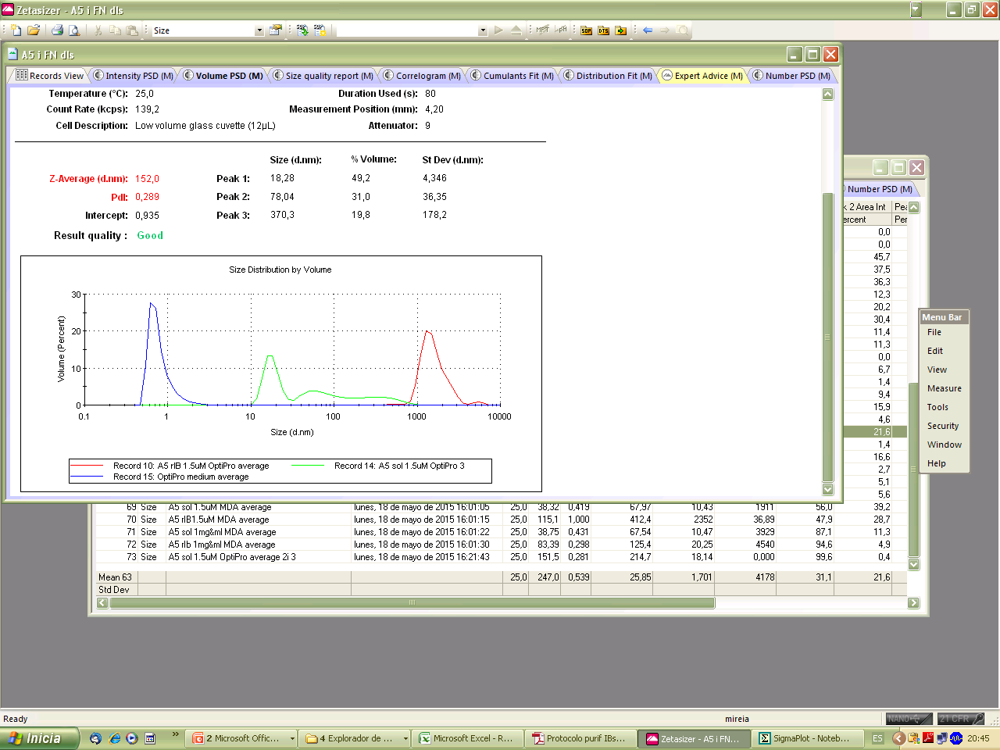 Zetasizer - A5 i FN dls
Size
A5 i FN dls
Records View
Intensity PSD (M)
Volume PSD (M)
Size quality report (M)
Correlogram (M)
Cumulants Fit (M)
Distribution Fit (M)
Expert Advice (M)
Number PSD (M)
Temperature (°C): 25,0 Duration Used (s): 80
Count Rate (kcps): 139,2 Measurement Position (mm): 4,20
Cell Description: Low volume glass cuvette (12µL) Attenuator: 9
Size (d.nm): % Volume: St Dev (d.nm):
Z-Average (d.nm): 152,0 Peak 1: 18,28 49,2 4,346
PdI: 0,289 Peak 2: 78,04 31,0 36,35
Intercept: 0,935 Peak 3: 370,3 19,8 178,2
Result quality : Good
Size Distribution by Volume
Volume (Percent)
30
20
10
0
0.1 1 10 100 1000 10000
Size (d.nm)
Record 10: A5 rIB 1.5uM OptiPro average Record 14: A5 sol 1.5uM OptiPro 3
Record 15: OptiPro medium average
Number PSD (M)
2 Area Int Pea
ercent Per
0,0
0,0
45,7
37,5
36,3
12,3
20,2
30,4
11,4
11,3
0,0
6,7
1,4
9,4
15,9
4,6
21,6
1,4
16,6
2,7
5,1
5,6
69 Size A5 sol 1.5uM MDA average lunes, 18 de mayo de 2015 16:01:05 25,0 38,32 0,419 67,97 10,43 1911 56,0 39,2
70 Size A5 rIB1.5uM MDA average lunes, 18 de mayo de 2015 16:01:15 25,0 115,1 1,000 412,4 2352 36,89 47,9 28,7
71 Size A5 sol 1mg&ml MDA average lunes, 18 de mayo de 2015 16:01:22 25,0 38,75 0,431 67,54 10,47 3929 87,1 11,3
72 Size A5 rIb 1mg&ml MDA average lunes, 18 de mayo de 2015 16:01:30 25,0 83,39 0,298 125,4 20,25 4540 94,6 4,9
73 Size A5 sol 1.5uM OptiPro average 2i 3 lunes, 18 de mayo de 2015 16:21:43 25,0 151,5 0,281 214,7 18,14 0,000 99,6 0,4
Mean 63 25,0 247,0 0,539 25,85 1,701 4178 31,1 21,6
Std Dev
Menu Bar
File
Edit
View
Measure
Tools
Security
Window
Help
Ready mireia NANO 21 CFR
Inicia
»
2 Microsoft Offic...
4 Explorador de ...
Microsoft Excel - R...
Protocolo purif IBs...
Zetasizer - A5 i FN...
SigmaPlot - Noteb...
ES
20:45